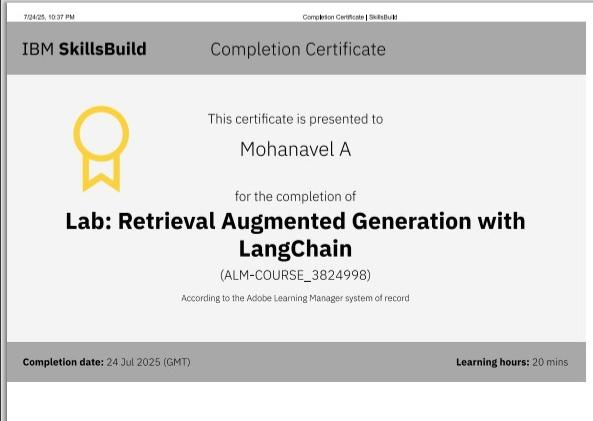 7/24/25, 10:37 PM Completion Certificate | SkillsBuild
IBM SkillsBuild Completion Certificate
This certificate is presented to
Mohanavel A
for the completion of
Lab: Retrieval Augmented Generation with
LangChain
(ALM-COURSE_3824998)
According to the Adobe Learning Manager system of record
Completion date: 24 Jul 2025 (GMT) Learning hours: 20 mins